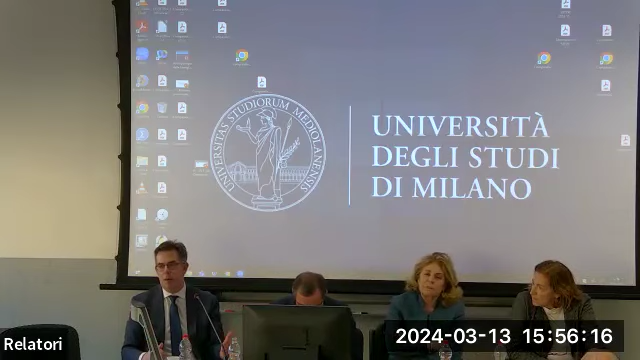 UNIVERSITAS STUDIORUM MEDIOLANENSIS
UNIVERSITÀ
DEGLI STUDI
DI MILANO
Relatori
2024-03-13 15:56:16